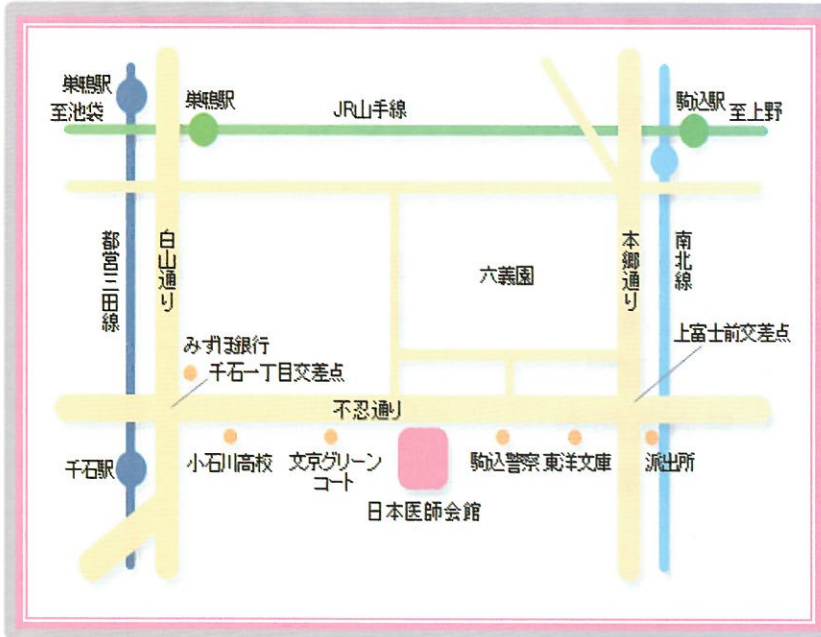 巣鴨駅
至池袋
巣鴨駅
JR山手線
駒込駅
至上野
都営三田線
白山通り
六義園
本郷通り
南北線
上富士前交差点
みずほ銀行
千石一丁目交差点
不忍通り
千石駅
小石川高校
文京グリーン
コート
駒込警察
東洋文庫
派出所
日本医師会館